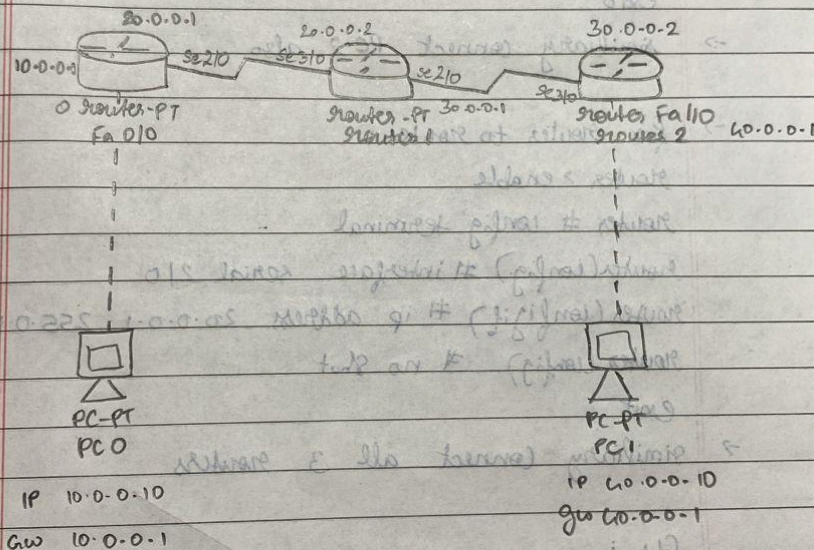 20.0.0.1
20.0.0.2
30.0.0.2
10.0.0.1
se2/0
se3/0
se2/0
se3/0
0 router-PT
Fa 0/0
router-PT
router 1
30.0.0.1
router Fa1/0
router 2
40.0.0.1
PC-PT
PC0
PC-PT
PC1
IP 10.0.0.10
GW 10.0.0.1
IP 40.0.0.10
gw 40.0.0.1